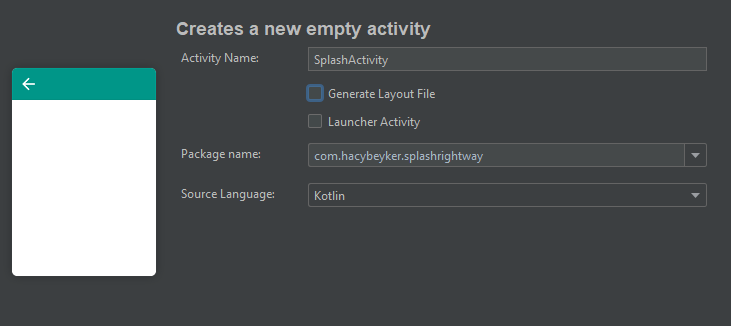 Creates a new empty activity
Activity Name: SplashActivity
Generate Layout File
Launcher Activity
Package name: com.hacybeyker.splashrightway
Source Language: Kotlin